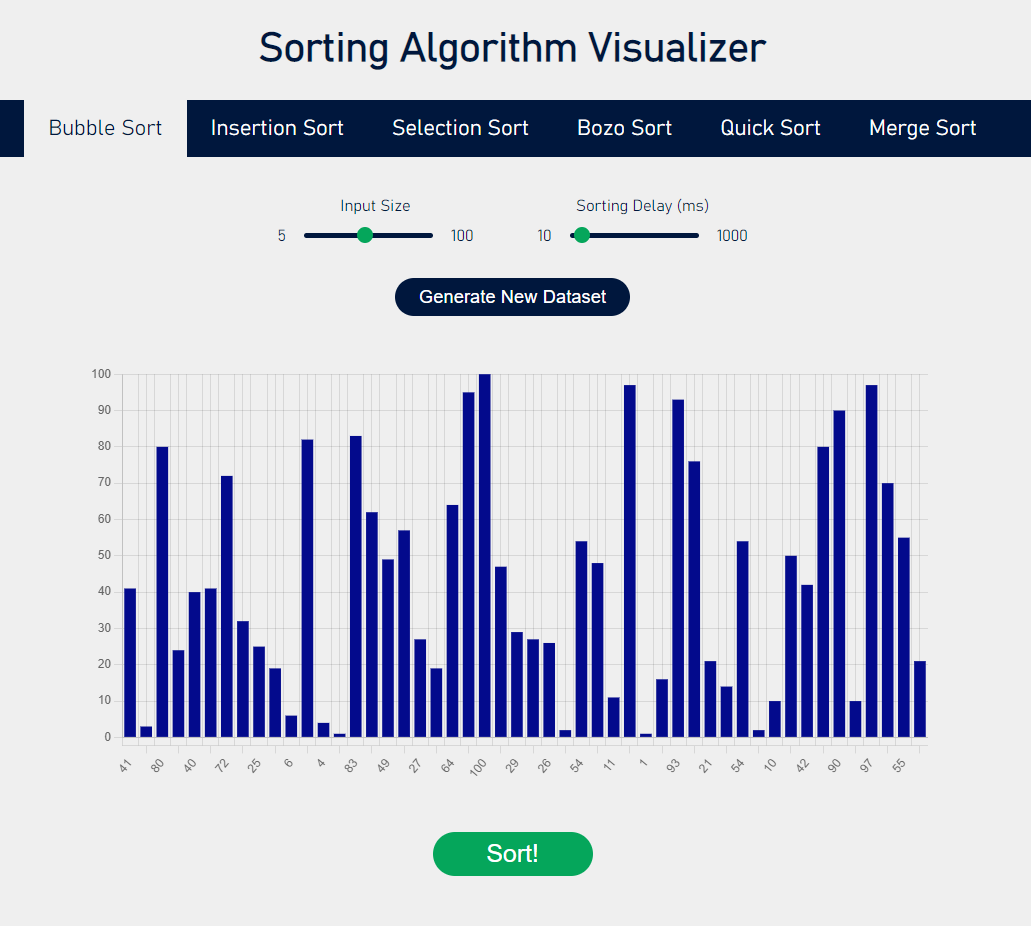 Sorting Algorithm Visualizer
Bubble Sort Insertion Sort Selection Sort Bozo Sort Quick Sort Merge Sort
Input Size Sorting Delay (ms)
5 100 10 1000
Generate New Dataset
100
90
80
70
60
50
40
30
20
10
0
41 80 40 72 25 6 4 83 49 27 64 100 29 26 54 11 1 93 21 54 10 42 90 97 55
Sort!